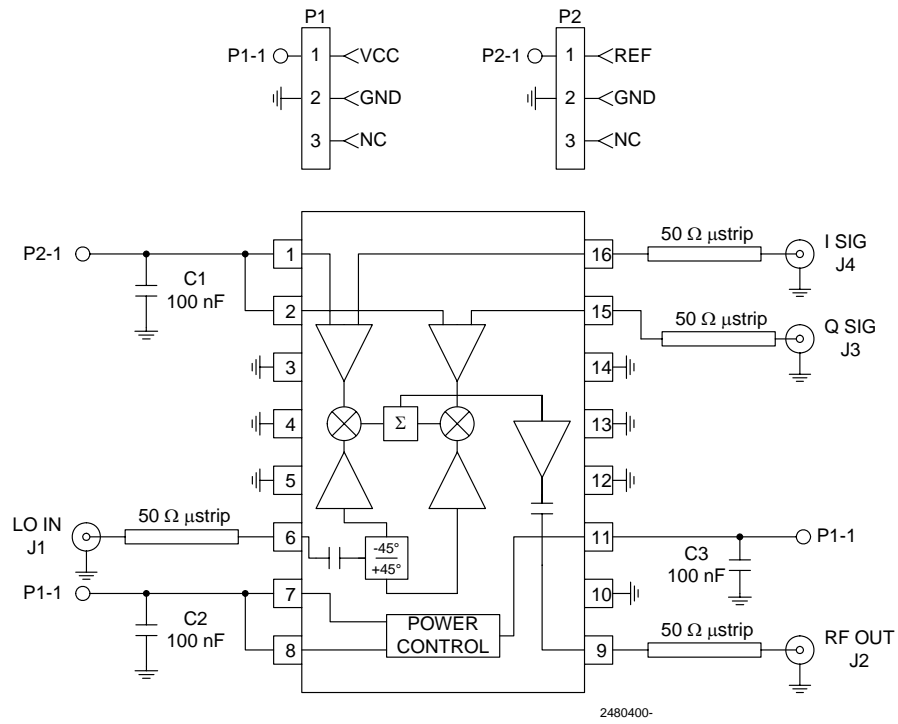 P1
P2
P1-1
1
VCC
P2-1
1
REF
2
GND
2
GND
3
NC
3
NC
P2-1
C1
100 nF
1
2
3
4
5
LO IN
J1
50 Ω µstrip
6
P1-1
C2
100 nF
7
8
Σ
-45°
+45°
POWER
CONTROL
16
50 Ω µstrip
I SIG
J4
15
50 Ω µstrip
Q SIG
J3
14
13
12
11
C3
100 nF
P1-1
10
9
50 Ω µstrip
RF OUT
J2
2480400-